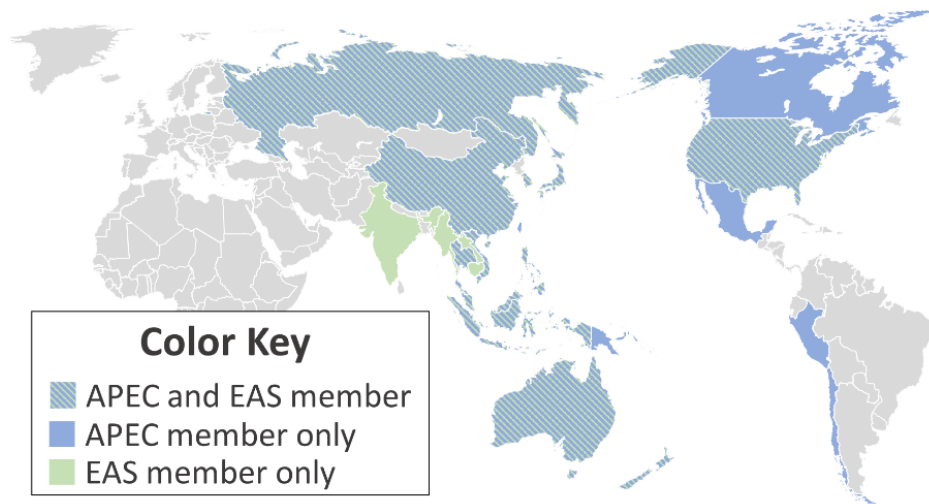 Color Key
APEC and EAS member
APEC member only
EAS member only